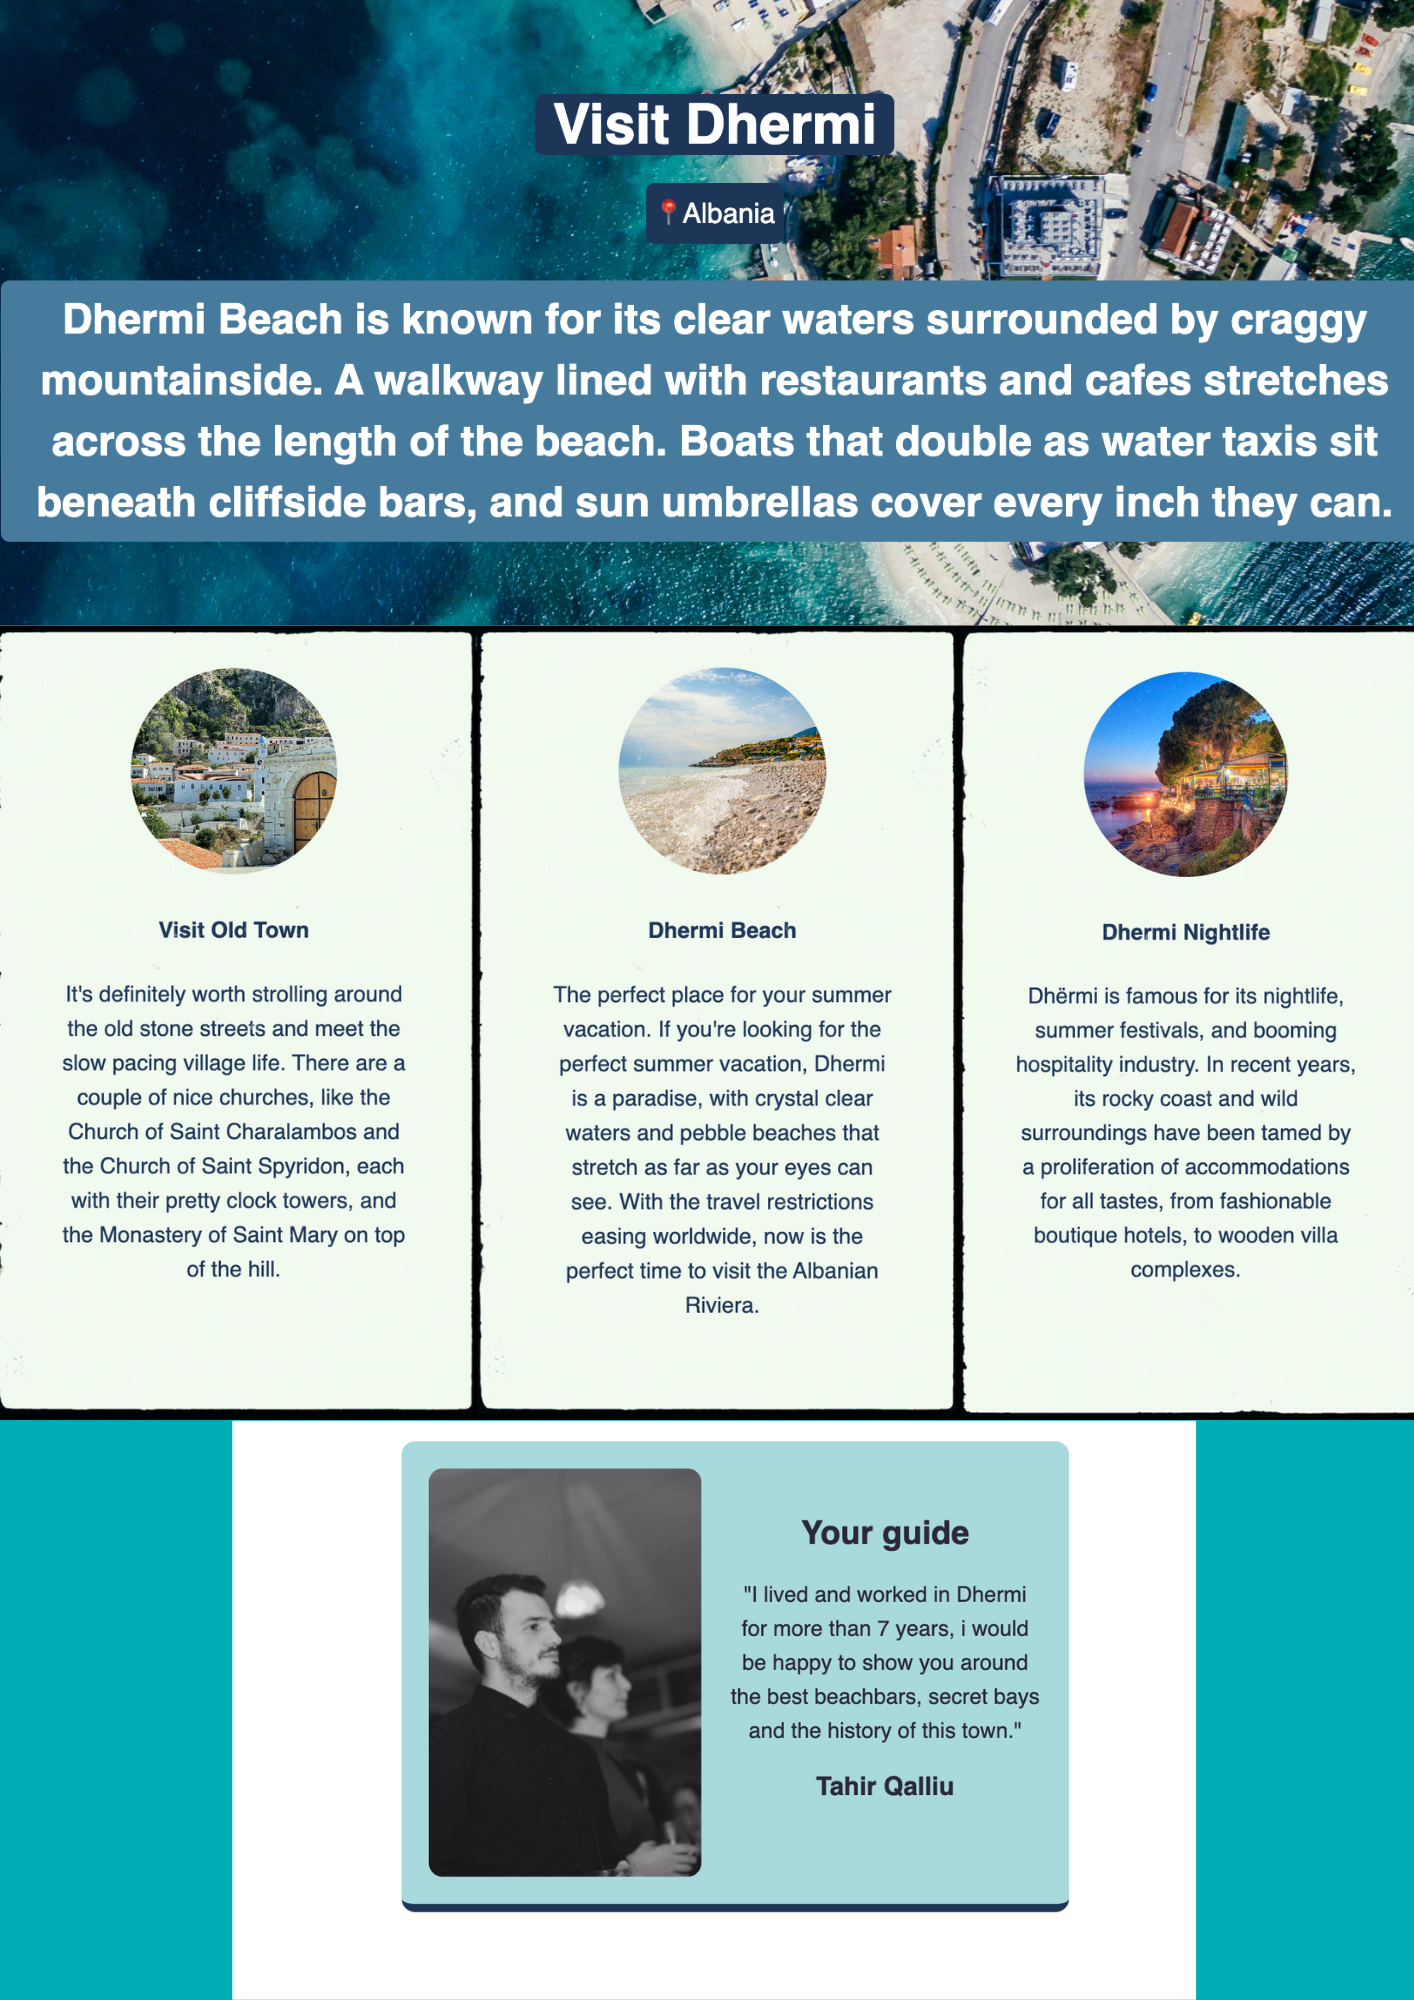 Visit Dhermi
📍Albania
Dhermi Beach is known for its clear waters surrounded by craggy
mountainside. A walkway lined with restaurants and cafes stretches
across the length of the beach. Boats that double as water taxis sit
beneath cliffside bars, and sun umbrellas cover every inch they can.
Visit Old Town
It's definitely worth strolling around
the old stone streets and meet the
slow pacing village life. There are a
couple of nice churches, like the
Church of Saint Charalambos and
the Church of Saint Spyridon, each
with their pretty clock towers, and
the Monastery of Saint Mary on top
of the hill.
Dhermi Beach
The perfect place for your summer
vacation. If you're looking for the
perfect summer vacation, Dhermi
is a paradise, with crystal clear
waters and pebble beaches that
stretch as far as your eyes can
see. With the travel restrictions
easing worldwide, now is the
perfect time to visit the Albanian
Riviera.
Dhermi Nightlife
Dhërmi is famous for its nightlife,
summer festivals, and booming
hospitality industry. In recent years,
its rocky coast and wild
surroundings have been tamed by
a proliferation of accommodations
for all tastes, from fashionable
boutique hotels, to wooden villa
complexes.
Your guide
"I lived and worked in Dhermi
for more than 7 years, i would
be happy to show you around
the best beachbars, secret bays
and the history of this town."
Tahir Qalliu